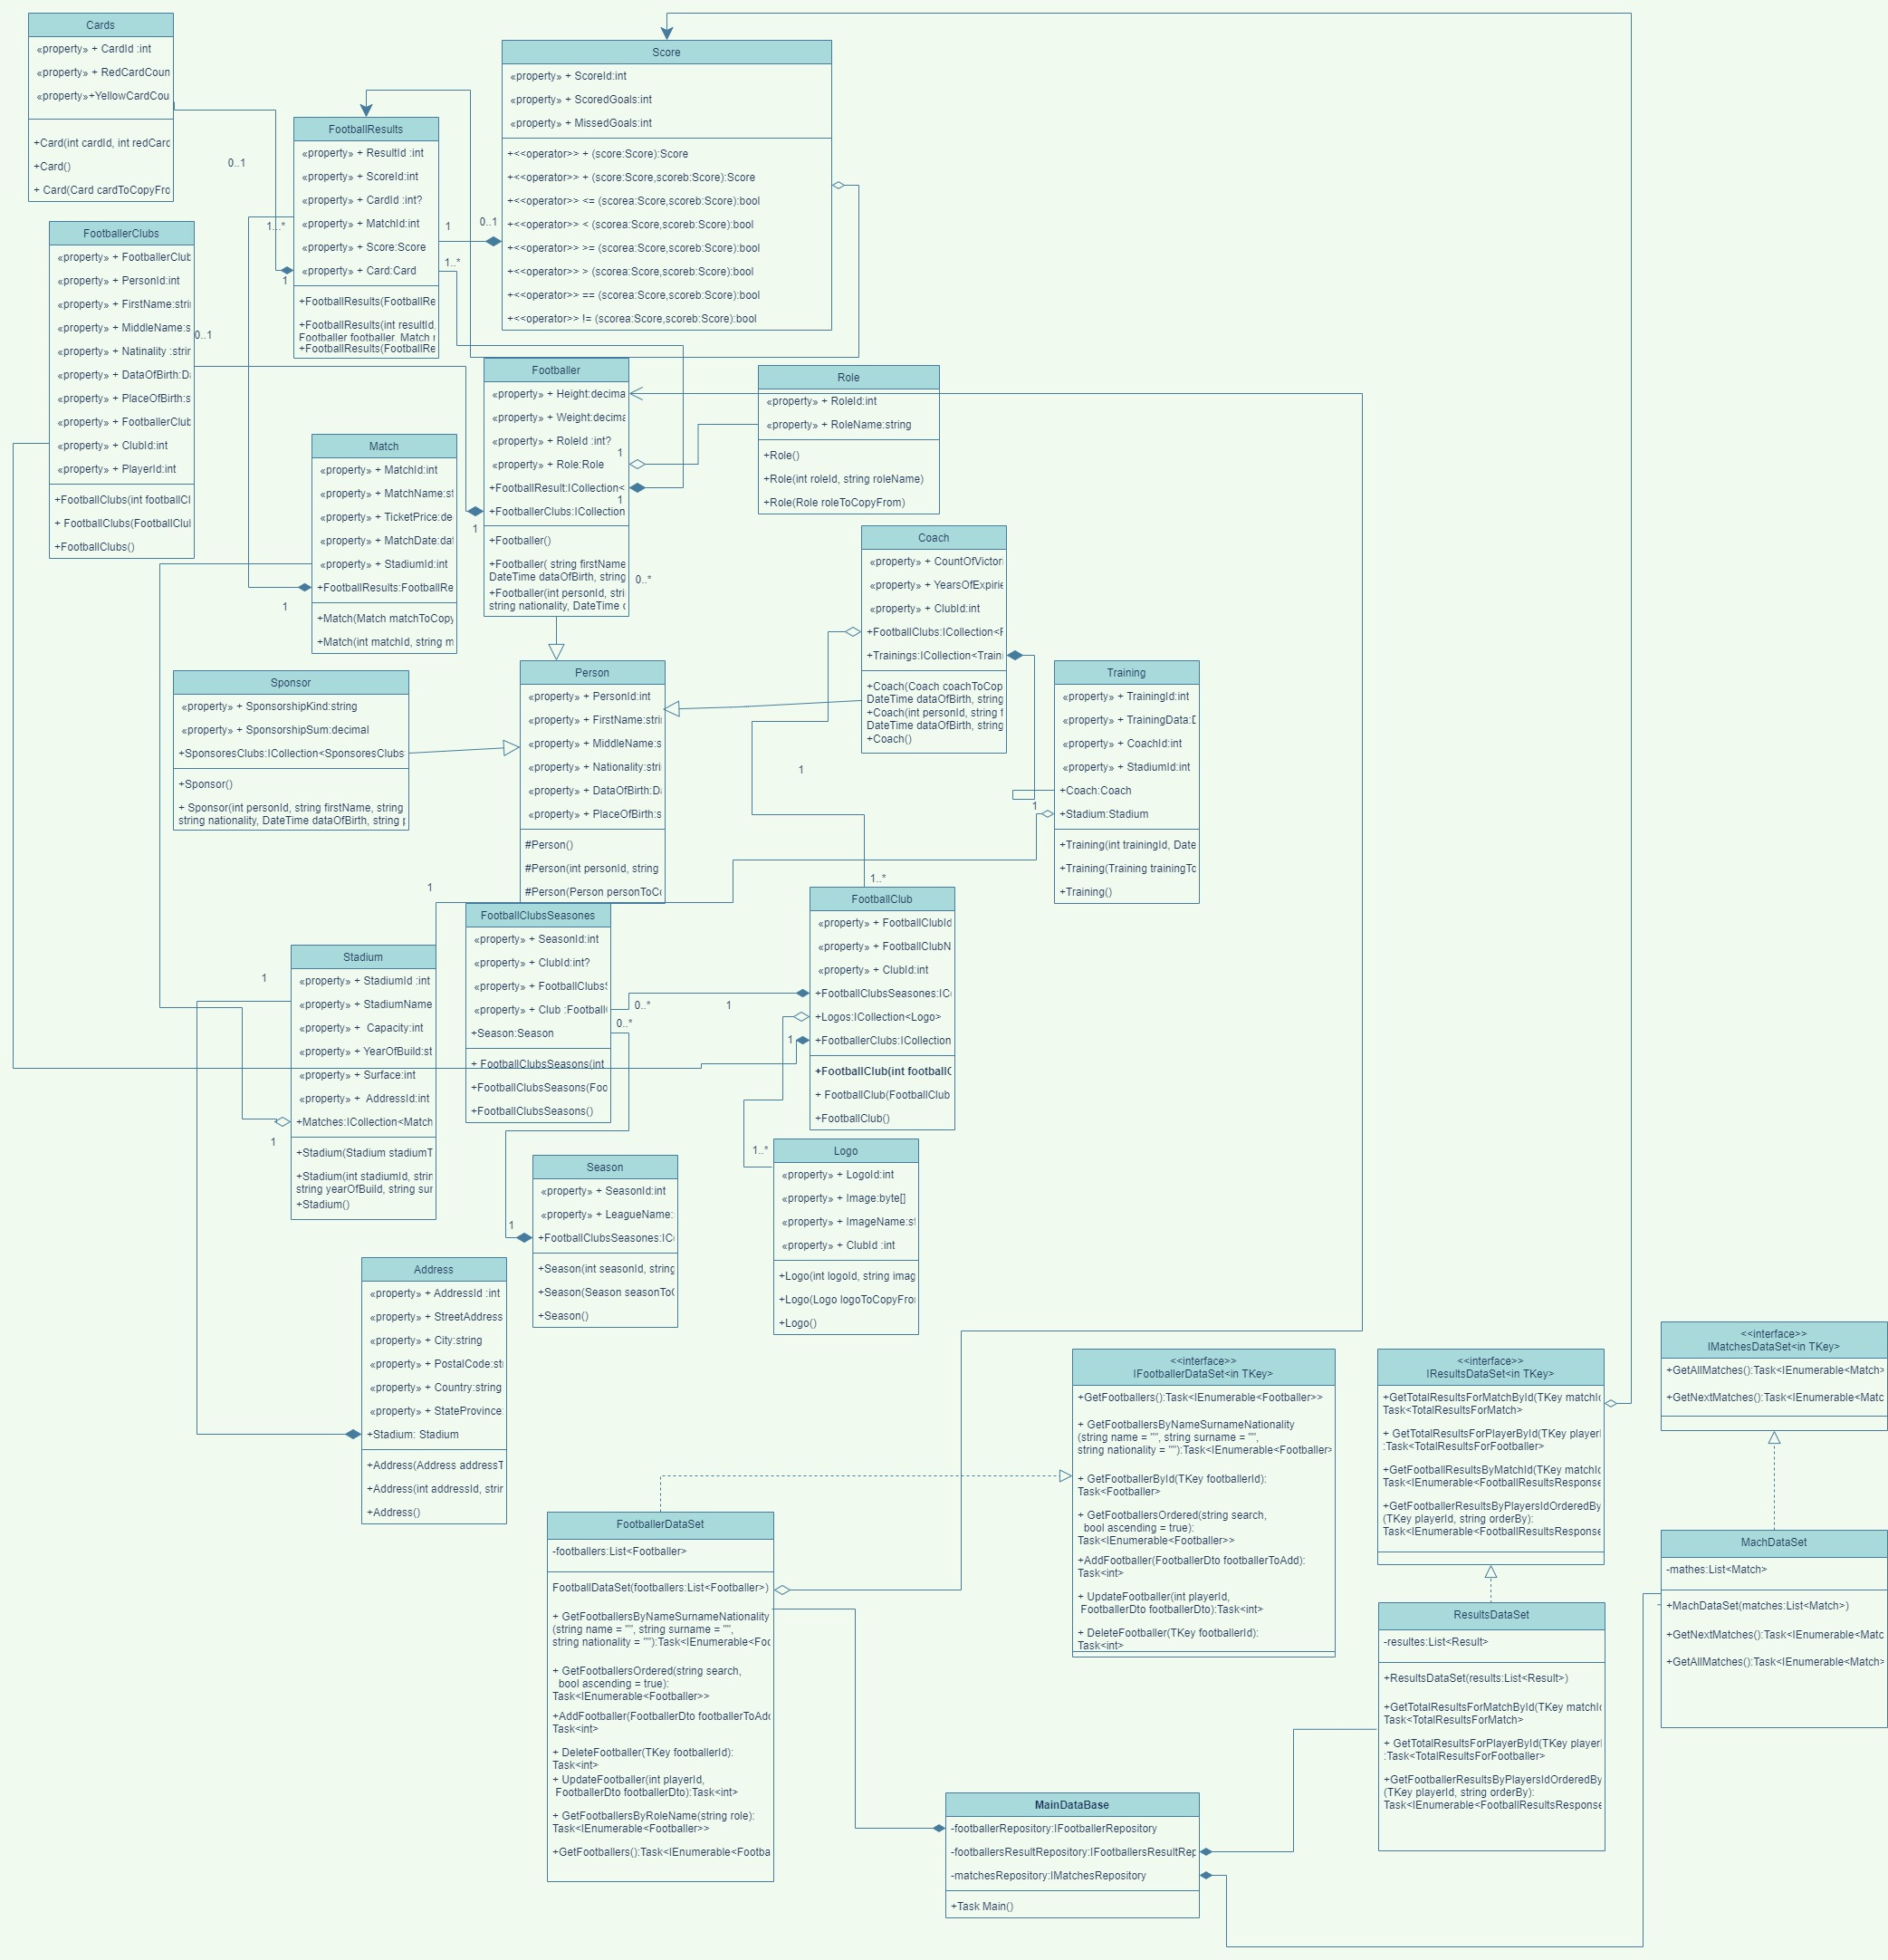 Cards
«property» + CardId :int
«property» + RedCardCoun
«property»+YellowCardCou
+Card(int cardId, int redCard
+Card()
+ Card(Card cardToCopyFro
Score
«property» + ScoreId:int
«property» + ScoredGoals:int
«property» + MissedGoals:int
+<<operator>> + (score:Score):Score
+<<operator>> + (score:Score,scoreb:Score):Score
+<<operator>> <= (scorea:Score,scoreb:Score):bool
+<<operator>> < (scorea:Score,scoreb:Score):bool
+<<operator>> >= (scorea:Score,scoreb:Score):bool
+<<operator>> > (scorea:Score,scoreb:Score):bool
+<<operator>> == (scorea:Score,scoreb:Score):bool
+<<operator>> != (scorea:Score,scoreb:Score):bool
FootballResults
«property» + ResultId :int
«property» + ScoreId:int
«property» + CardId :int?
«property» + MatchId:int
«property» + Score:Score
«property» + Card:Card
+FootballResults(FootballRe
+FootballResults(int resultId,
Footballer footballer, Match
+FootballResults(FootballRe
0..1
1...*
1
1
0..1
1..*
FootballerClubs
«property» + FootballerClub
«property» + PersonId:int
«property» + FirstName:stri
«property» + MiddleName:s
«property» + Natinality :strin
«property» + DataOfBirth:D
«property» + PlaceOfBirth:s
«property» + FootballerClub
«property» + ClubId:int
«property» + PlayerId:int
+FootballClubs(int footballCl
+ FootballClubs(FootballClu
+FootballClubs()
0..1
Footballer
«property» + Height:decima
«property» + Weight:decima
«property» + RoleId :int?
«property» + Role:Role
+FootballResult:ICollection<
+FootballerClubs:ICollection
+Footballer()
+Footballer( string firstName
DateTime dataOfBirth, string
+Footballer(int personId, stri
string nationality, DateTime
1
1
1
0..*
Role
«property» + RoleId:int
«property» + RoleName:string
+Role()
+Role(int roleId, string roleName)
+Role(Role roleToCopyFrom)
Match
«property» + MatchId:int
«property» + MatchName:st
«property» + TicketPrice:de
«property» + MatchDate:dat
«property» + StadiumId:int
+FootballResults:FootballRe
+Match(Match matchToCopy
+Match(int matchId, string m
1
Coach
«property» + CountOfVictori
«property» + YearsOfExpirie
«property» + ClubId:int
+FootballClubs:ICollection<F
+Trainings:ICollection<Traini
+Coach(Coach coachToCop
DateTime dataOfBirth, string
+Coach(int personId, string f
DateTime dataOfBirth, string
+Coach()
1
Training
«property» + TrainingId:int
«property» + TrainingData:D
«property» + CoachId:int
«property» + StadiumId:int
+Coach:Coach
+Stadium:Stadium
+Training(int trainingId, Date
+Training(Training trainingTo
+Training()
1
Sponsor
«property» + SponsorshipKind:string
«property» + SponsorshipSum:decimal
+SponsoresClubs:ICollection<SponsoresClubs
+Sponsor()
+ Sponsor(int personId, string firstName, string
string nationality, DateTime dataOfBirth, string p
Person
«property» + PersonId:int
«property» + FirstName:stri
«property» + MiddleName:s
«property» + Nationality:stri
«property» + DataOfBirth:D
«property» + PlaceOfBirth:s
#Person()
#Person(int personId, string
#Person(Person personToCo
1
1..*
FootballClubsSeasones
«property» + SeasonId:int
«property» + ClubId:int?
«property» + FootballClubsS
«property» + Club :Football
+Season:Season
+ FootballClubsSeasons(int
+FootballClubsSeasons(Foo
+FootballClubsSeasons()
0..*
0..*
1
FootballClub
«property» + FootballClubId
«property» + FootballClubN
«property» + ClubId:int
+FootballClubsSeasones:IC
+Logos:ICollection<Logo>
+FootballerClubs:ICollection
+FootballClub(int footballC
+ FootballClub(FootballClub
+FootballClub()
1
1..*
Stadium
«property» + StadiumId :int
«property» + StadiumName
«property» + Capacity:int
«property» + YearOfBuild:st
«property» + Surface:int
«property» + AddressId:int
+Matches:ICollection<Match
+Stadium(Stadium stadiumT
+Stadium(int stadiumId, strin
string yearOfBuild, string sur
+Stadium()
1
1
Season
«property» + SeasonId:int
«property» + LeagueName:
+FootballClubsSeasones:IC
+Season(int seasonId, string
+Season(Season seasonToC
+Season()
1
Logo
«property» + LogoId:int
«property» + Image:byte[]
«property» + ImageName:st
«property» + ClubId :int
+Logo(int logoId, string imag
+Logo(Logo logoToCopyFro
+Logo()
Address
«property» + AddressId :int
«property» + StreetAddress
«property» + City:string
«property» + PostalCode:str
«property» + Country:string
«property» + StateProvince:
+Stadium: Stadium
+Address(Address addressT
+Address(int addressId, strin
+Address()
<<interface>>
IFootballerDataSet<in TKey>
+GetFootballers():Task<IEnumerable<Footballer>>
+ GetFootballersByNameSurnameNationality
(string name = "", string surname = "",
string nationality = ""):Task<IEnumerable<Footballer>
+ GetFootballerById(TKey footballerId):
Task<Footballer>
+ GetFootballersOrdered(string search,
bool ascending = true):
Task<IEnumerable<Footballer>>
+AddFootballer(FootballerDto footballerToAdd):
Task<int>
+ UpdateFootballer(int playerId,
FootballerDto footballerDto):Task<int>
+ DeleteFootballer(TKey footballerId):
Task<int>
<<interface>>
IResultsDataSet<in TKey>
+GetTotalResultsForMatchById(TKey matchId
Task<TotalResultsForMatch>
+ GetTotalResultsForPlayerById(TKey playerI
:Task<TotalResultsForFootballer>
+GetFootballResultsByMatchId(TKey matchId
Task<IEnumerable<FootballResultsResponse
+GetFootballerResultsByPlayersIdOrderedBy
(TKey playerId, string orderBy):
Task<IEnumerable<FootballResultsResponse
<<interface>>
IMatchesDataSet<in TKey>
+GetAllMatches():Task<IEnumerable<Match>
+GetNextMatches():Task<IEnumerable<Matc
FootballerDataSet
-footballers:List<Footballer>
FootballDataSet(footballers:List<Footballer>)
+ GetFootballersByNameSurnameNationality
(string name = "", string surname = "",
string nationality = ""):Task<IEnumerable<Foo
+ GetFootballersOrdered(string search,
bool ascending = true):
Task<IEnumerable<Footballer>>
+AddFootballer(FootballerDto footballerToAdd
Task<int>
+ DeleteFootballer(TKey footballerId):
Task<int>
+ UpdateFootballer(int playerId,
FootballerDto footballerDto):Task<int>
+ GetFootballersByRoleName(string role):
Task<IEnumerable<Footballer>>
+GetFootballers():Task<IEnumerable<Footba
ResultsDataSet
-resultes:List<Result>
+ResultsDataSet(results:List<Result>)
+GetTotalResultsForMatchById(TKey matchId
Task<TotalResultsForMatch>
+ GetTotalResultsForPlayerById(TKey playerI
:Task<TotalResultsForFootballer>
+GetFootballerResultsByPlayersIdOrderedBy
(TKey playerId, string orderBy):
Task<IEnumerable<FootballResultsResponse
MachDataSet
-mathes:List<Match>
+MachDataSet(matches:List<Match>)
+GetNextMatches():Task<IEnumerable<Matc
+GetAllMatches():Task<IEnumerable<Match>
MainDataBase
-footballerRepository:IFootballerRepository
-footballersResultRepository:IFootballersResultRep
-matchesRepository:IMatchesRepository
+Task Main()